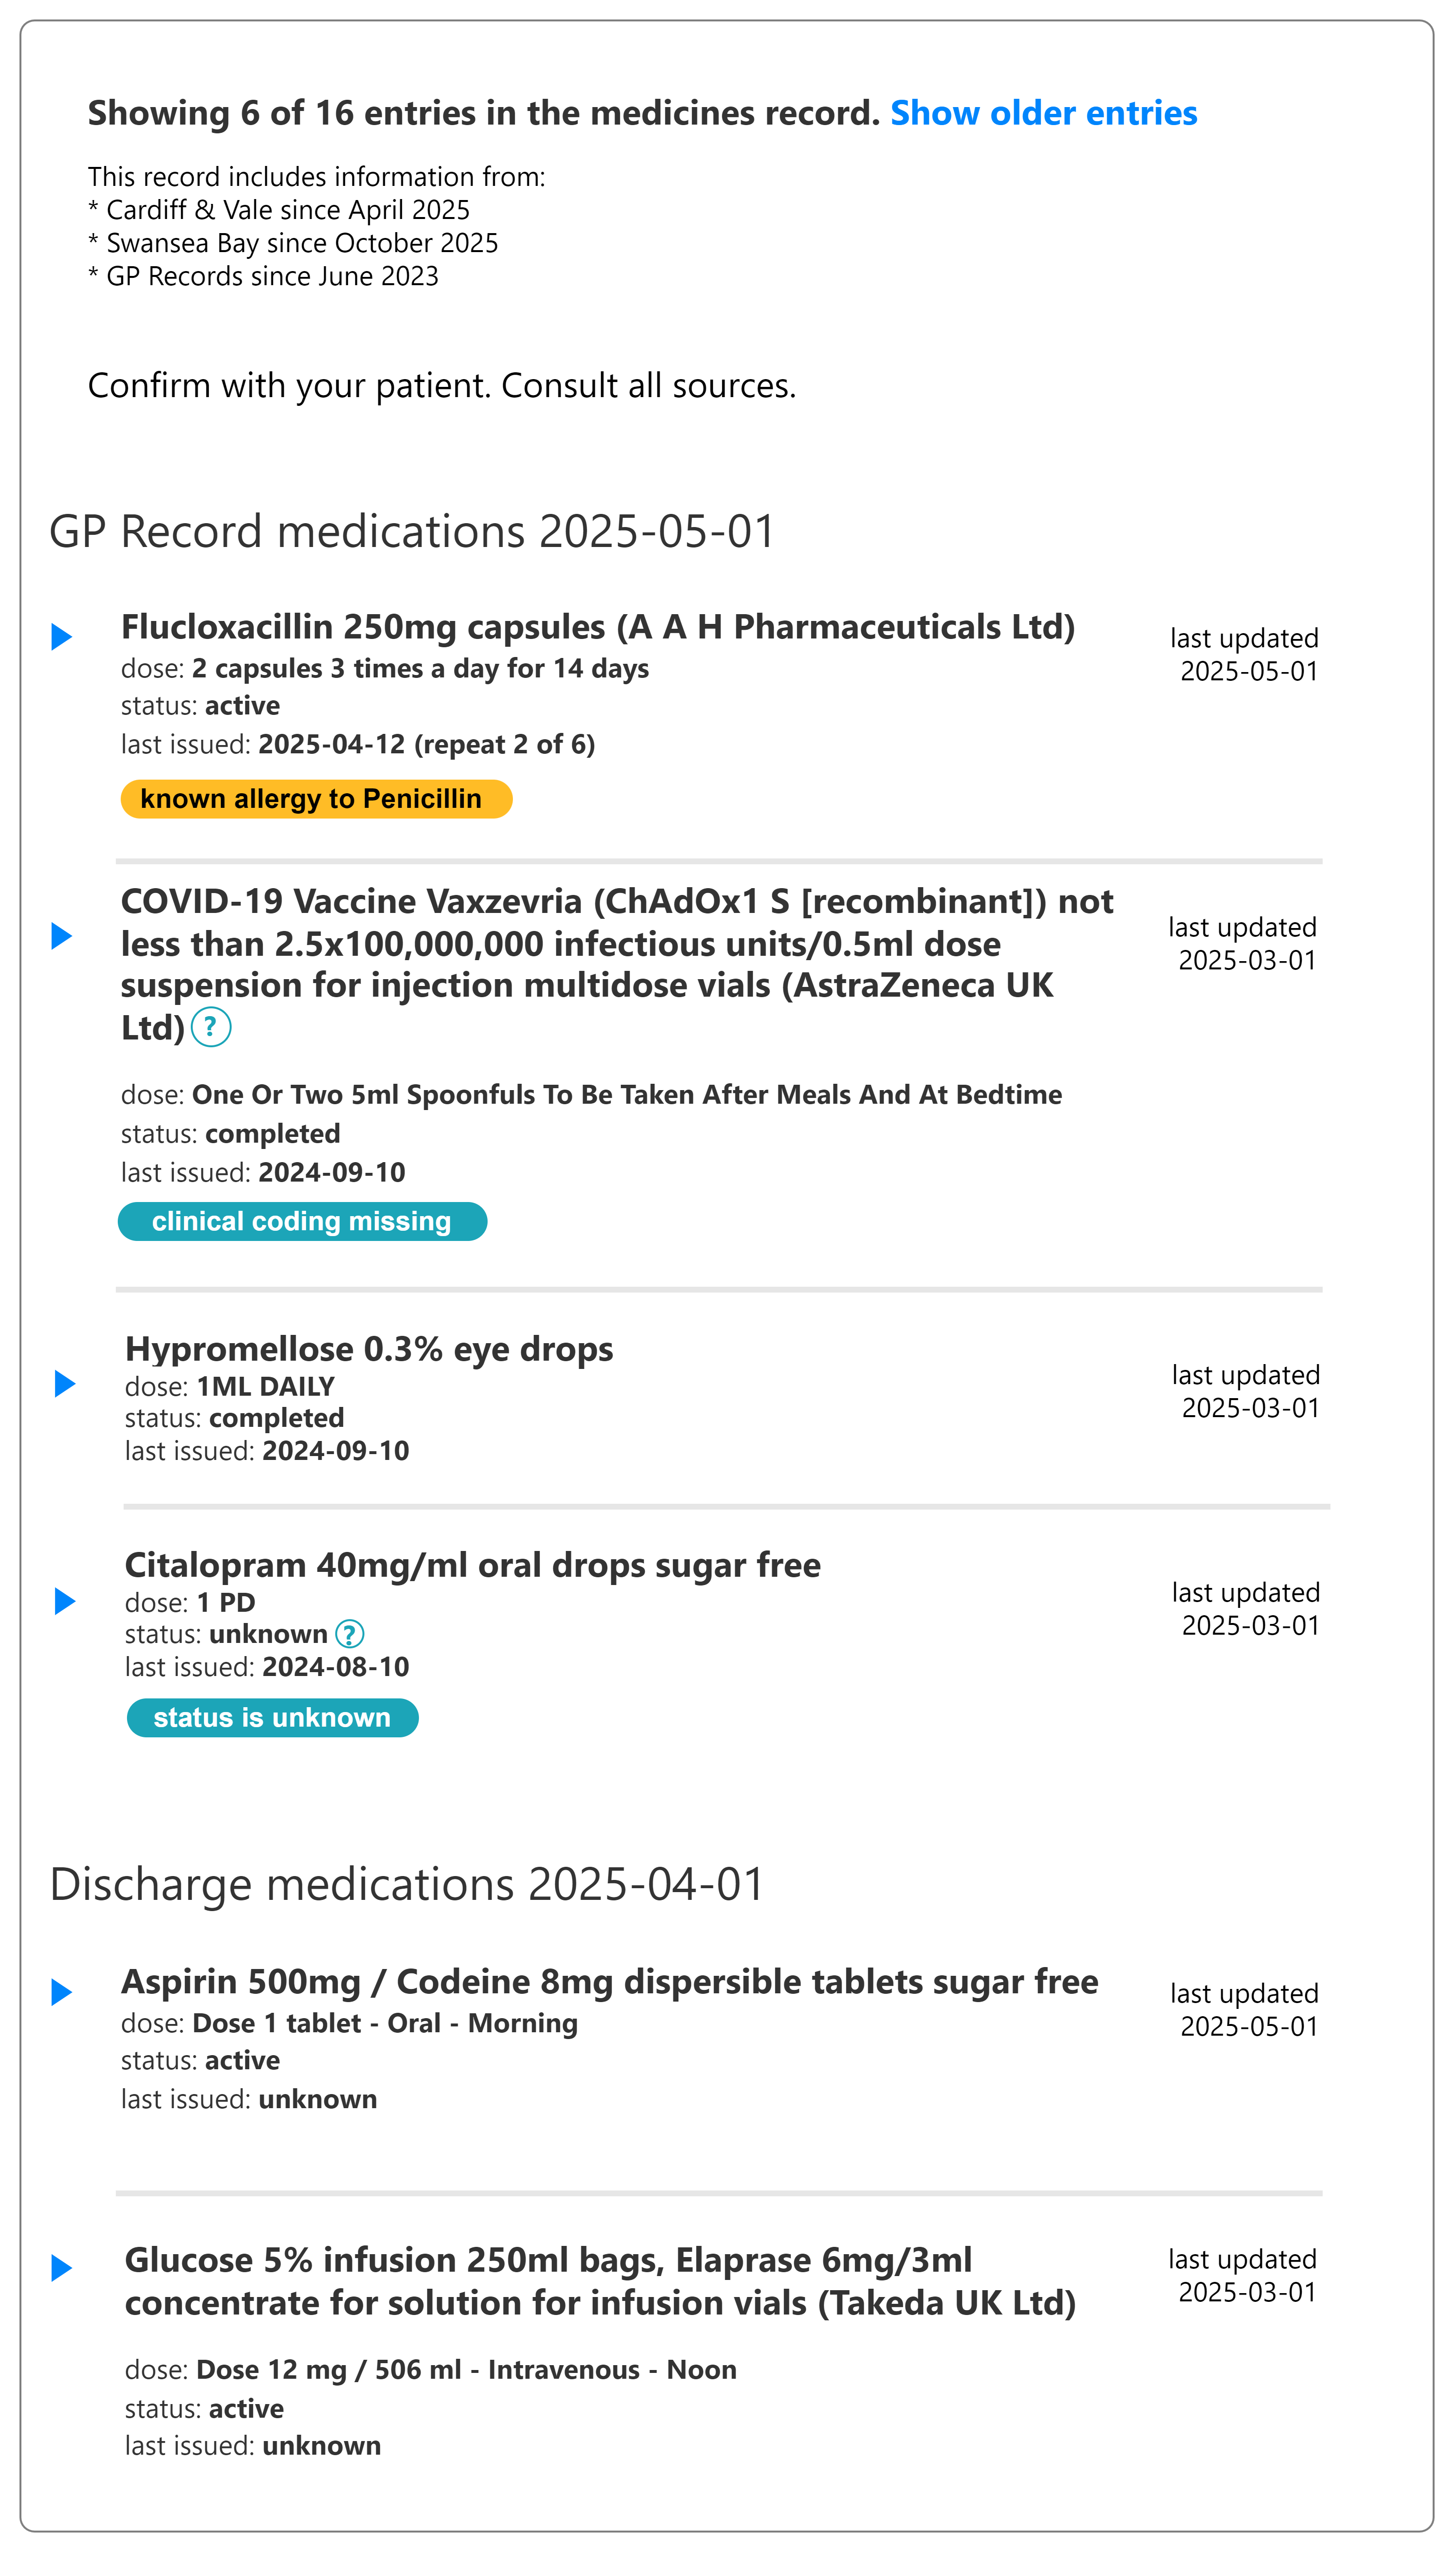 Showing 6 of 16 entries in the medicines record. Show older entries
This record includes information from:
* Cardiff & Vale since April 2025
* Swansea Bay since October 2025
* GP Records since June 2023
Confirm with your patient. Consult all sources.
GP Record medications 2025-05-01
Flucloxacillin 250mg capsules (A A H Pharmaceuticals Ltd)
dose: 2 capsules 3 times a day for 14 days
status: active
last issued: 2025-04-12 (repeat 2 of 6)
known allergy to Penicillin
last updated
2025-05-01
COVID-19 Vaccine Vaxzevria (ChAdOx1 S [recombinant]) not
less than 2.5x100,000,000 infectious units/0.5ml dose
suspension for injection multidose vials (AstraZeneca UK
Ltd) ?
dose: One Or Two 5ml Spoonfuls To Be Taken After Meals And At Bedtime
status: completed
last issued: 2024-09-10
clinical coding missing
last updated
2025-03-01
Hypromellose 0.3% eye drops
dose: 1ML DAILY
status: completed
last issued: 2024-09-10
last updated
2025-03-01
Citalopram 40mg/ml oral drops sugar free
dose: 1 PD
status: unknown ?
last issued: 2024-08-10
status is unknown
last updated
2025-03-01
Discharge medications 2025-04-01
Aspirin 500mg / Codeine 8mg dispersible tablets sugar free
dose: Dose 1 tablet - Oral - Morning
status: active
last issued: unknown
last updated
2025-05-01
Glucose 5% infusion 250ml bags, Elaprase 6mg/3ml
concentrate for solution for infusion vials (Takeda UK Ltd)
dose: Dose 12 mg / 506 ml - Intravenous - Noon
status: active
last issued: unknown
last updated
2025-03-01